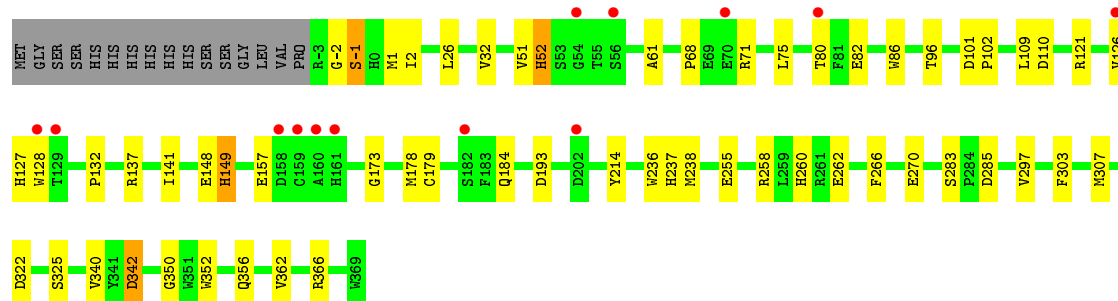 MET GLY SER SER HIS HIS HIS HIS HIS HIS SER SER GLY LEU VAL PRO R-3 G-2 S-1 H0 M1 I2 L26 V32 V51 H52 S53 G54 T55 S56 A61 P68 E69 E70 R71 L75 T80 F81 E82 W86 T96 D101 P102 L109 D110 R121 V126
H127 W128 T129 P132 R137 I141 E148 H149 E157 D158 C159 A160 H161 G173 M178 C179 S182 F183 Q184 D193 D202 Y214 W236 H237 M238 E255 R258 L259 H260 R261 E262 F266 E270 S283 P284 D285 V297 F303 M307
D322 S325 V340 Y341 D342 G350 W351 W352 Q356 V362 R366 W369